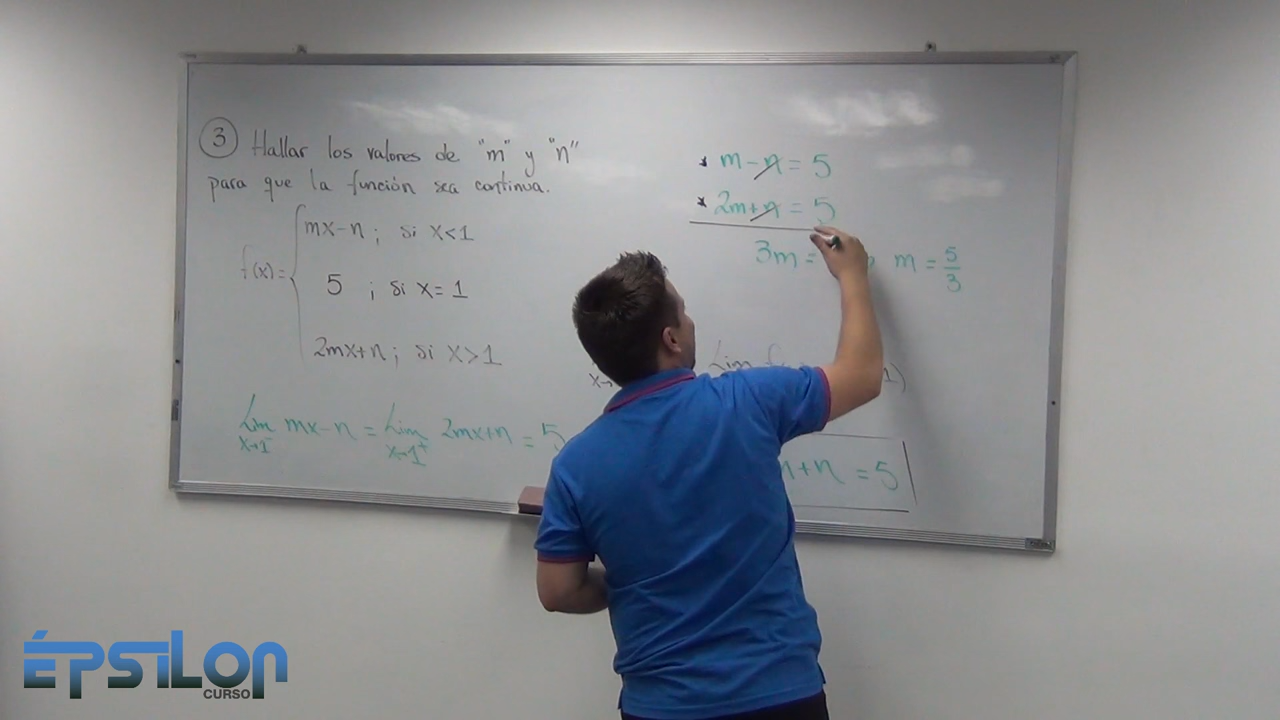 ③ Hallar los valores de "m" y "n"
para que la función sea continua.
mx-n ; si x<1
f(x)= 5 ; si x=1
2mx+n ; si x>1
Lim mx-n = Lim 2mx+n = 5
x→1⁻ x→1⁺
* m-n = 5
* 2m+n = 5
3m = m = 5/3
Lim
+n = 5
ÉPSILON
CURSO